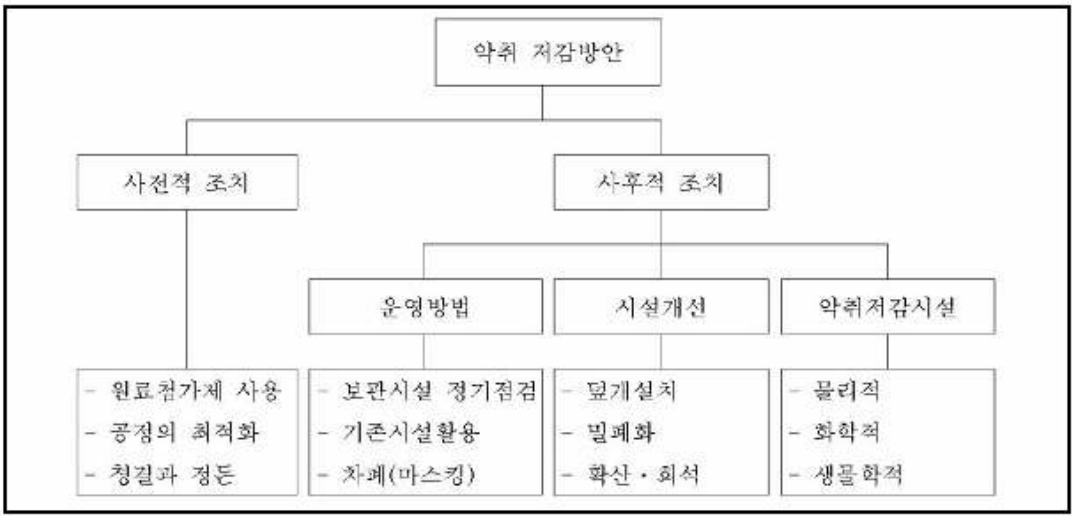 악취 저감방안
사전적 조치
사후적 조치
운영방법
시설개선
악취저감시설
- 원료첨가제 사용
- 공정의 최적화
- 청결과 정돈
- 보관시설 정기점검
- 기존시설활용
- 차폐(마스킹)
- 덮개설치
- 밀폐화
- 확산·희석
- 물리적
- 화학적
- 생물학적